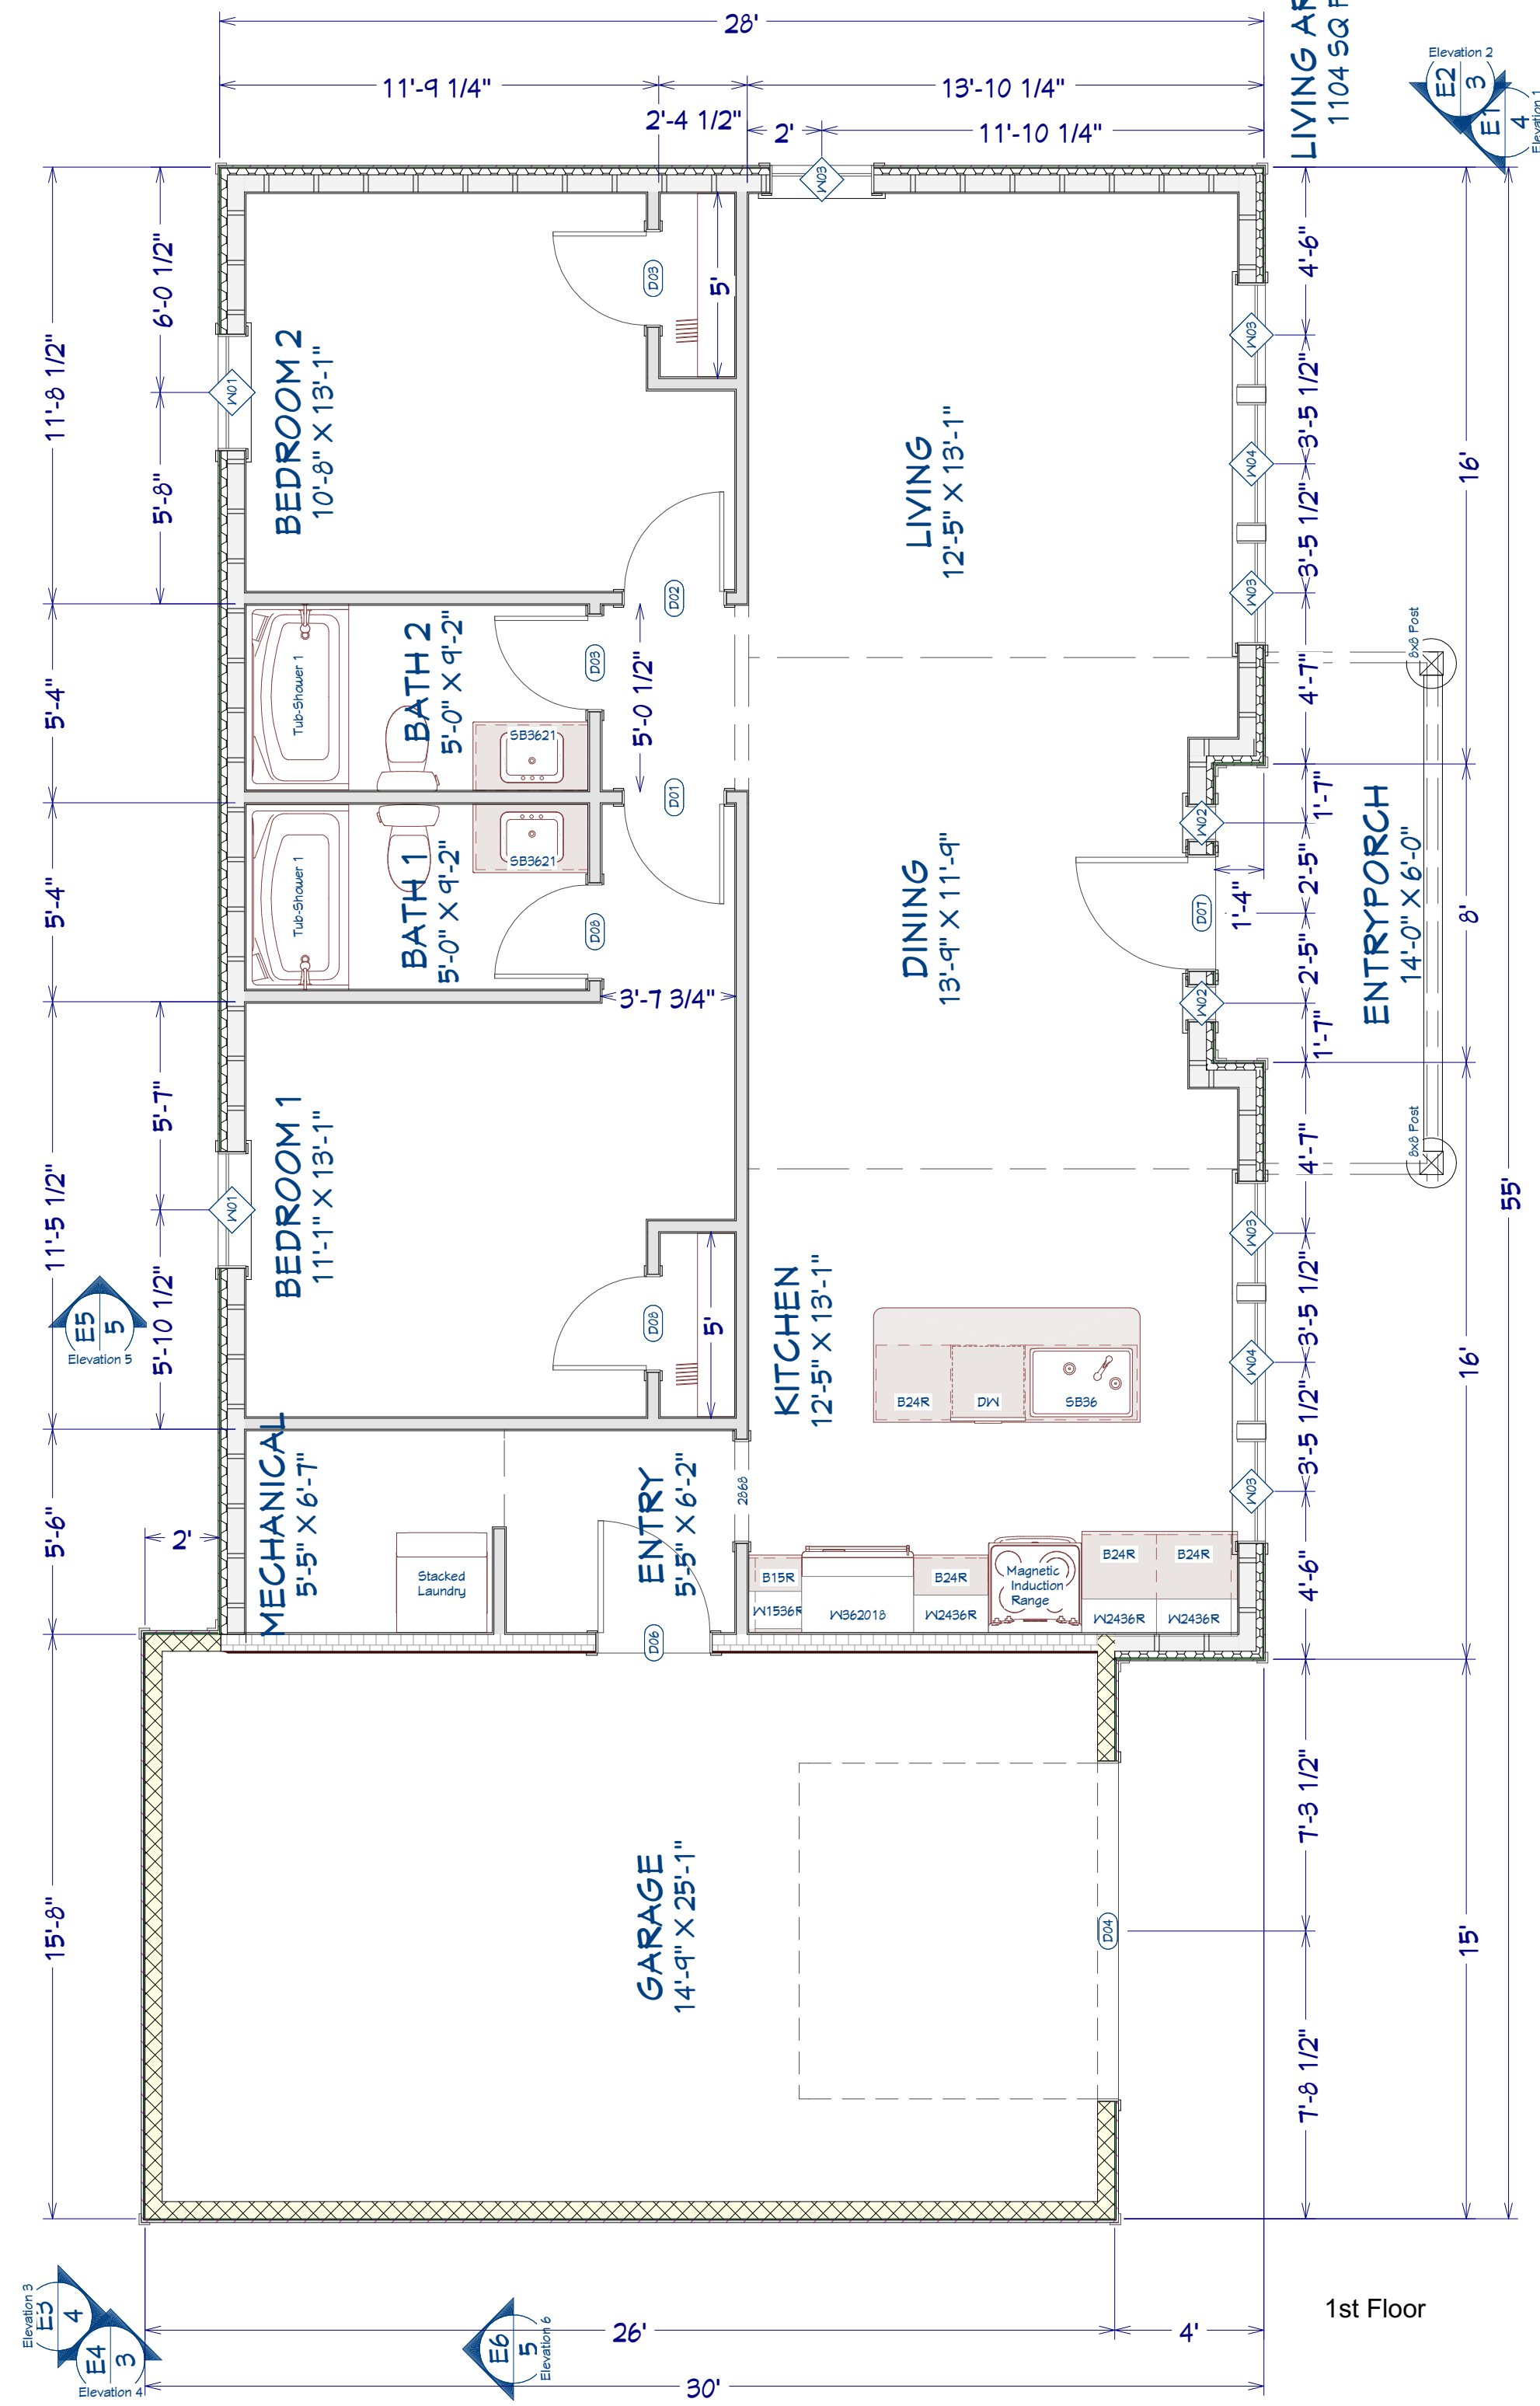 28'
11'-9 1/4"
13'-10 1/4"
2'-4 1/2"
2'
11'-10 1/4"
1104 SQ F
Elevation 2
E2
3
E1
4
Elevation 1
W03
11'-8 1/2"
6'-0 1/2"
5'-8"
W01
BEDROOM 2
10'-8" X 13'-1"
D03
5'
D02
LIVING
12'-5" X 13'-1"
4'-6"
W03
3'-5 1/2"
W04
3'-5 1/2"
W03
4'-7"
16'
5'-4"
Tub-Shower 1
BATH 2
5'-0" X 9'-2"
SB3621
D03
5'-0 1/2"
D01
8x8 Post
5'-4"
Tub-Shower 1
BATH 1
5'-0" X 9'-2"
SB3621
D08
3'-7 3/4"
DINING
13'-9" X 11'-9"
W02
D07
W02
1'-4"
1'-7"
2'-5"
2'-5"
1'-7"
8'
ENTRYPORCH
14'-0" X 6'-0"
8x8 Post
11'-5 1/2"
5'-7"
5'-10 1/2"
W01
E5
5
Elevation 5
BEDROOM 1
11'-1" X 13'-1"
D08
5'
KITCHEN
12'-5" X 13'-1"
B24R
DW
SB36
4'-7"
W03
3'-5 1/2"
W04
3'-5 1/2"
W03
4'-6"
16'
55'
5'-6"
2'
MECHANICAL
5'-5" X 6'-7"
Stacked
Laundry
ENTRY
5'-5" X 6'-2"
2868
D06
B15R
W1536R
W362018
B24R
W2436R
Magnetic
Induction
Range
B24R
B24R
W2436R
W2436R
15'-8"
GARAGE
14'-9" X 25'-1"
D04
7'-3 1/2"
7'-8 1/2"
15'
Elevation 3
E3
4
E4
3
Elevation 4
E6
5
Elevation 6
26'
4'
30'
1st Floor